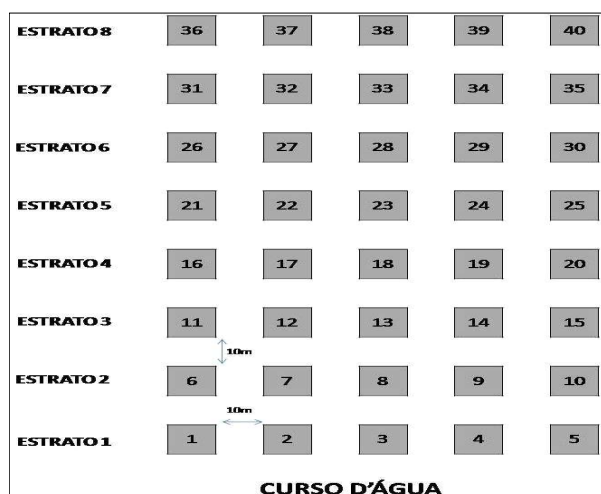 ESTRATO 8 36 37 38 39 40
ESTRATO 7 31 32 33 34 35
ESTRATO 6 26 27 28 29 30
ESTRATO 5 21 22 23 24 25
ESTRATO 4 16 17 18 19 20
ESTRATO 3 11 12 13 14 15
10m
ESTRATO 2 6 7 8 9 10
10m
ESTRATO 1 1 2 3 4 5
CURSO D'ÁGUA